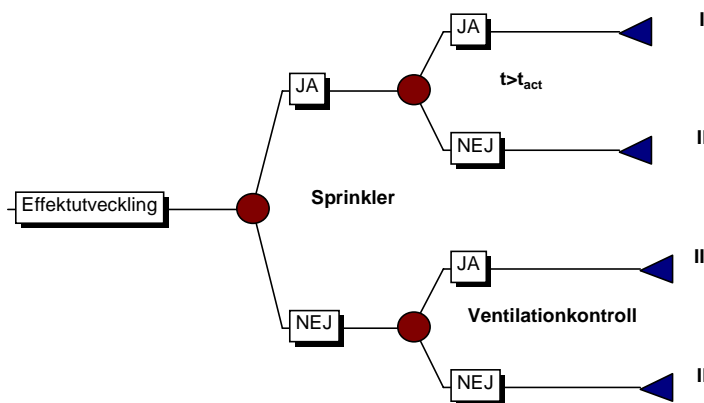 JA
I
t>t_act
JA
NEJ
Effektutveckling
Sprinkler
JA
NEJ
Ventilationkontroll
NEJ